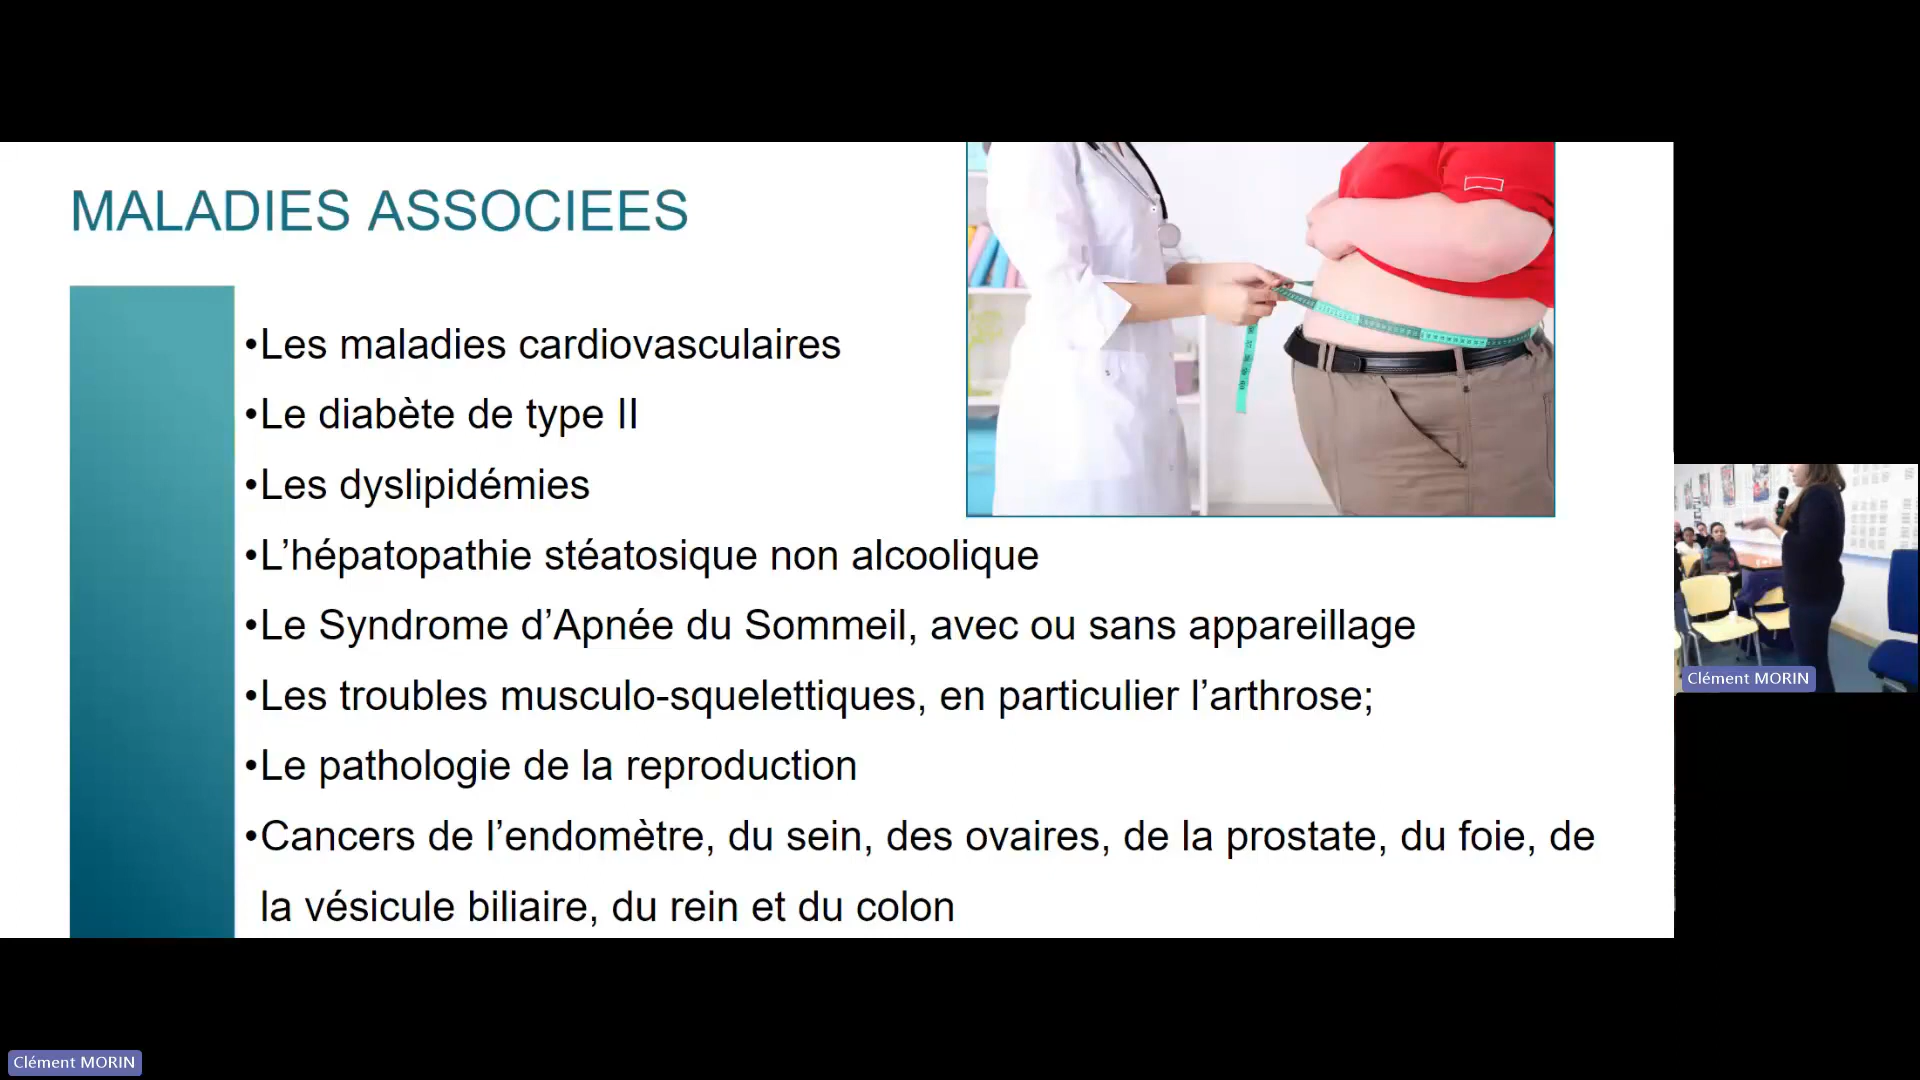 MALADIES ASSOCIEES
•Les maladies cardiovasculaires
•Le diabète de type II
•Les dyslipidémies
•L’hépatopathie stéatosique non alcoolique
•Le Syndrome d’Apnée du Sommeil, avec ou sans appareillage
•Les troubles musculo-squelettiques, en particulier l’arthrose;
•Le pathologie de la reproduction
•Cancers de l’endomètre, du sein, des ovaires, de la prostate, du foie, de
la vésicule biliaire, du rein et du colon
Clément MORIN
Clément MORIN